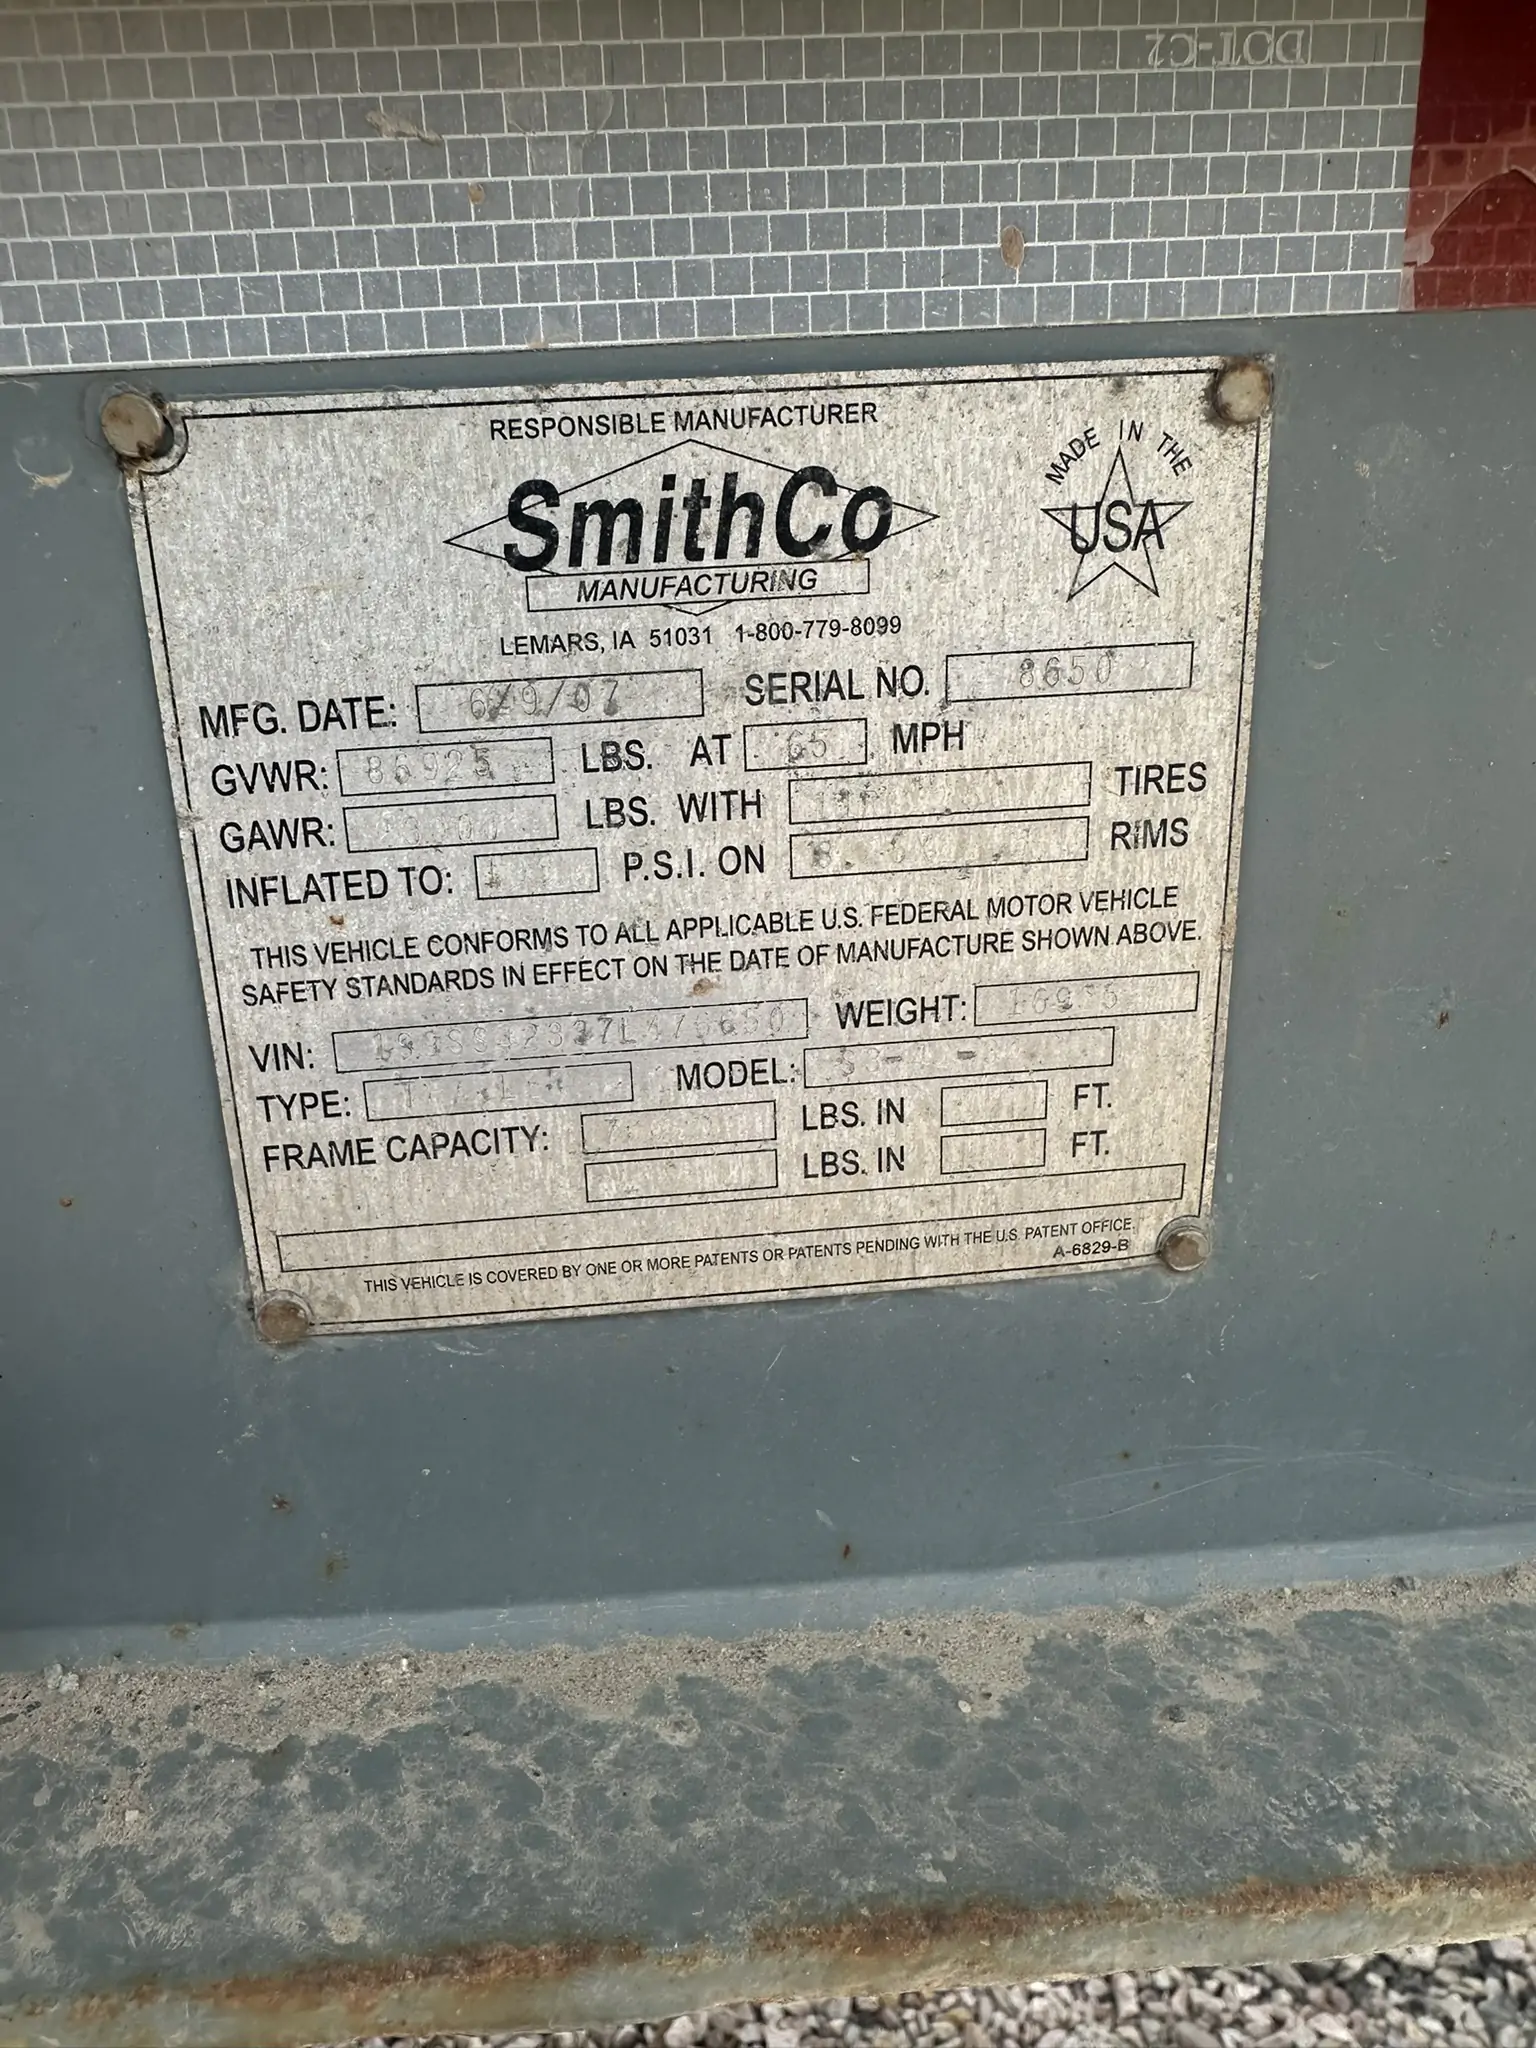 DOT-C2
RESPONSIBLE MANUFACTURER
SmithCo
MANUFACTURING
MADE IN THE
USA
LEMARS, IA 51031 1-800-779-8099
MFG. DATE: 6/9/07 SERIAL NO. 8650
GVWR: 86925 LBS. AT 65 MPH
GAWR: LBS. WITH TIRES
INFLATED TO: P.S.I. ON RIMS
THIS VEHICLE CONFORMS TO ALL APPLICABLE U.S. FEDERAL MOTOR VEHICLE
SAFETY STANDARDS IN EFFECT ON THE DATE OF MANUFACTURE SHOWN ABOVE.
VIN: WEIGHT:
TYPE: MODEL:
FRAME CAPACITY: LBS. IN FT.
LBS. IN FT.
THIS VEHICLE IS COVERED BY ONE OR MORE PATENTS OR PATENTS PENDING WITH THE U.S. PATENT OFFICE.
A-6829-B